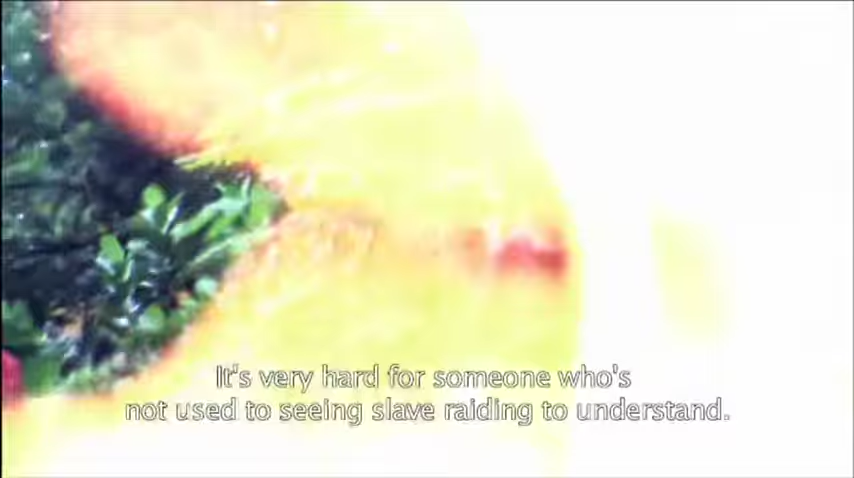 It's very hard for someone who's
not used to seeing slave raiding to understand.